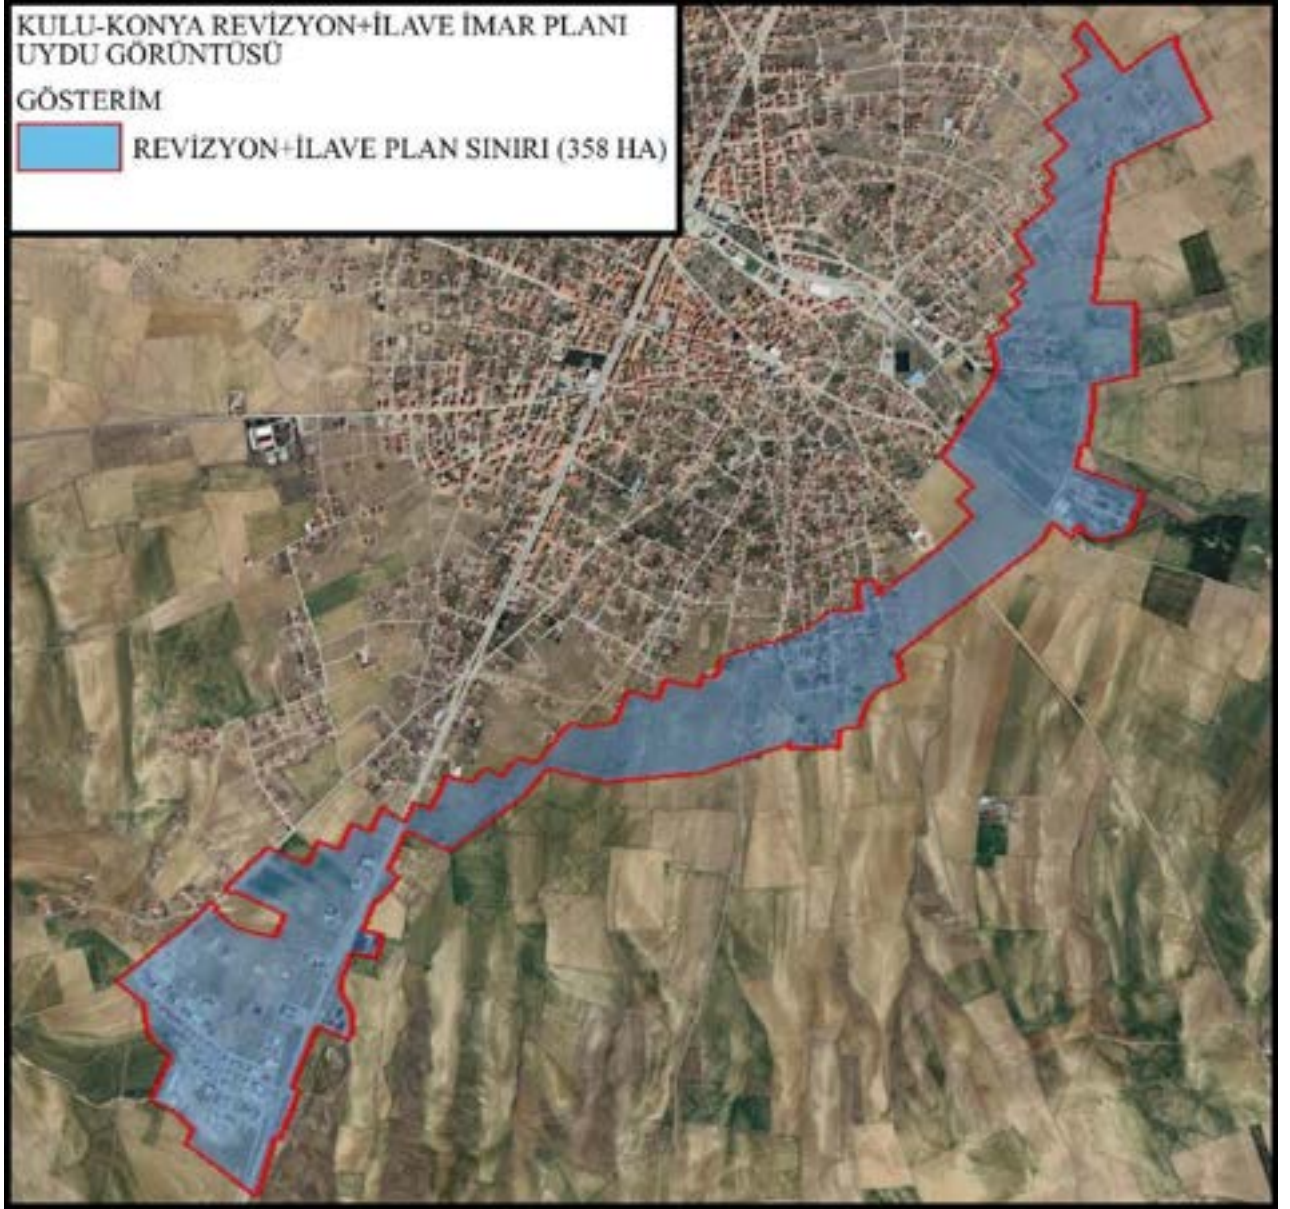 KULU-KONYA REVİZYON+İLAVE İMAR PLANI
UYDU GÖRÜNTÜSÜ
GÖSTERİM
REVİZYON+İLAVE PLAN SINIRI (358 HA)